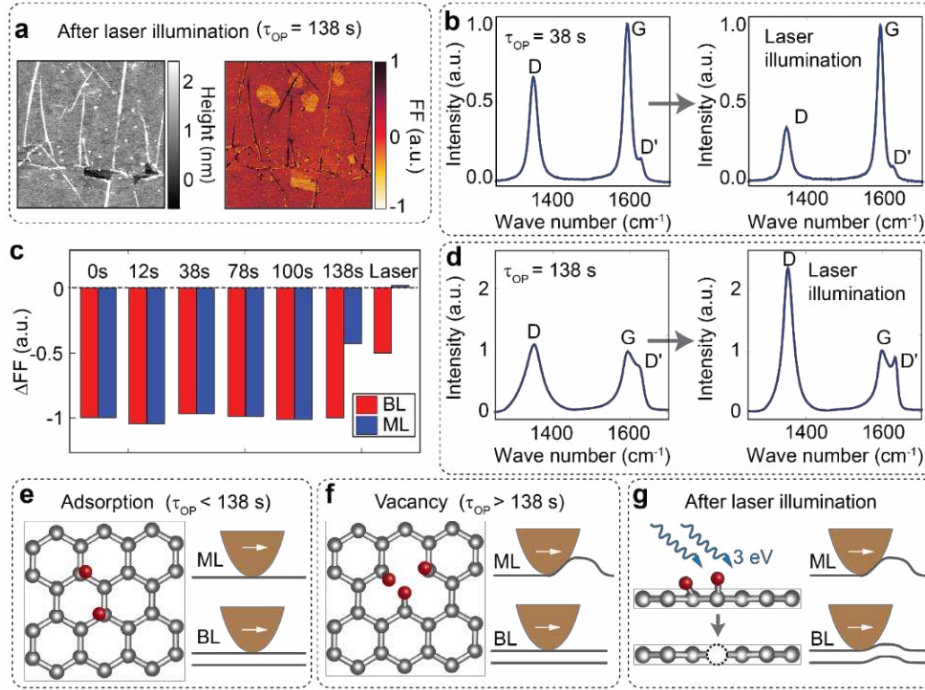 a
After laser illumination (τOP = 138 s)
2
1
0
Height (nm)
1
0
-1
FF (a.u.)
b
τOP = 38 s
G
D
D'
1.0
0.5
0.0
Intensity (a.u.)
1400 1600
Wave number (cm⁻¹)
Laser
illumination
G
D
D'
1.0
0.5
0.0
Intensity (a.u.)
1400 1600
Wave number (cm⁻¹)
c
0s 12s 38s 78s 100s 138s Laser
0
-0.5
-1
ΔFF (a.u.)
BL
ML
d
τOP = 138 s
D
G
D'
2
1
0
Intensity (a.u.)
1400 1600
Wave number (cm⁻¹)
D
Laser
illumination
G
D'
2
1
0
Intensity (a.u.)
1400 1600
Wave number (cm⁻¹)
e
Adsorption (τOP < 138 s)
ML
BL
f
Vacancy (τOP > 138 s)
ML
BL
g
After laser illumination
3 eV
ML
BL